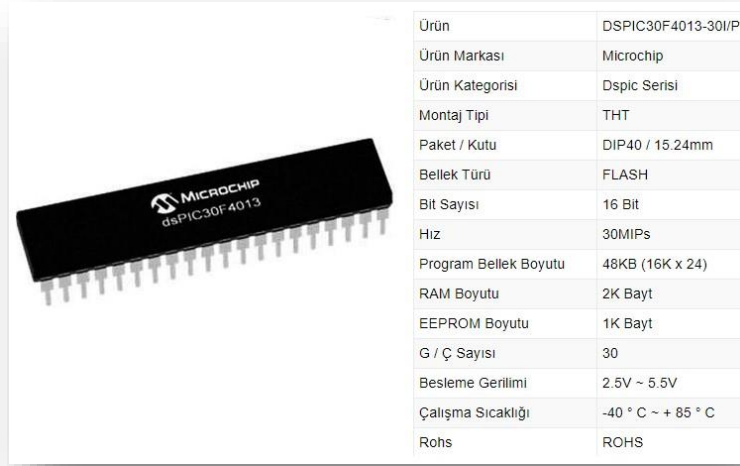 MICROCHIP
dsPIC30F4013
Ürün DSPIC30F4013-30I/P
Ürün Markası Microchip
Ürün Kategorisi Dspic Serisi
Montaj Tipi THT
Paket / Kutu DIP40 / 15.24mm
Bellek Türü FLASH
Bit Sayısı 16 Bit
Hız 30MIPs
Program Bellek Boyutu 48KB (16K x 24)
RAM Boyutu 2K Bayt
EEPROM Boyutu 1K Bayt
G / Ç Sayısı 30
Besleme Gerilimi 2.5V ~ 5.5V
Çalışma Sıcaklığı -40 ° C ~ + 85 ° C
Rohs ROHS